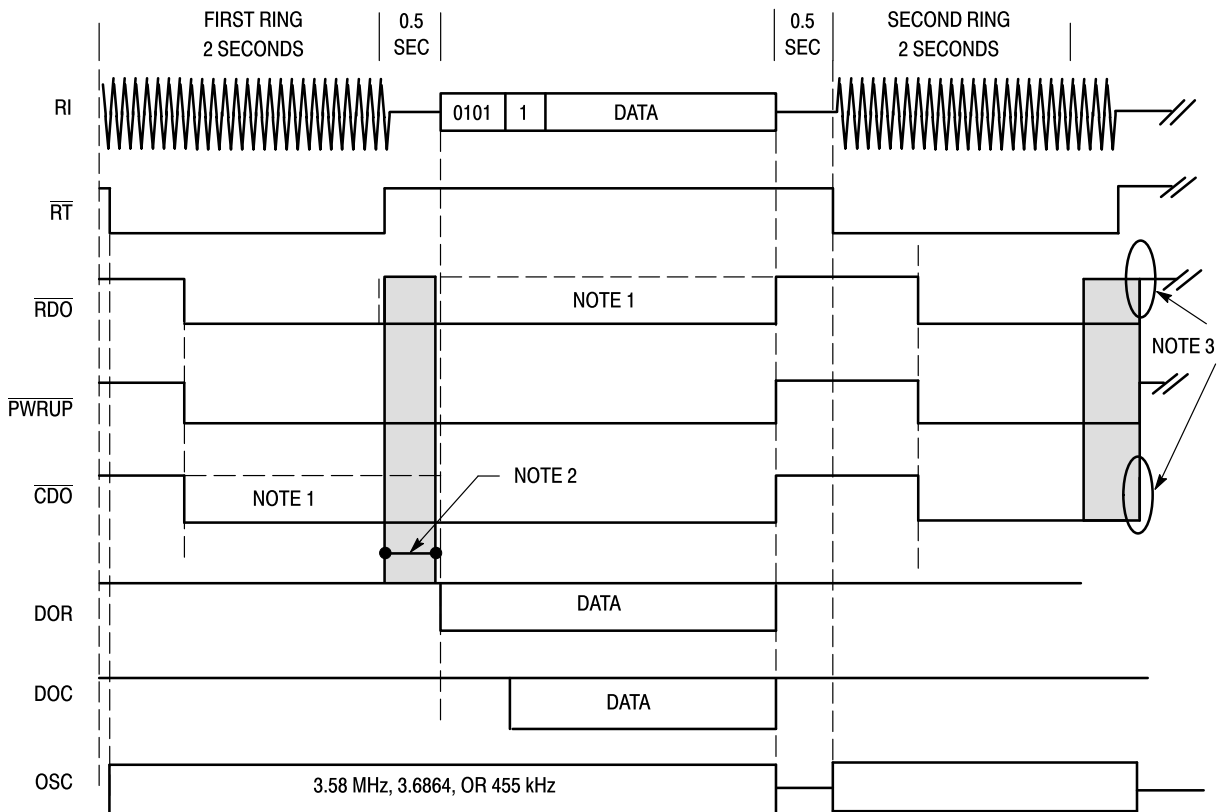 FIRST RING
2 SECONDS
0.5
SEC
0.5
SEC
SECOND RING
2 SECONDS
RI
0101
1
DATA
RT
RDO
NOTE 1
NOTE 3
PWRUP
CDO
NOTE 1
NOTE 2
DOR
DATA
DOC
DATA
OSC
3.58 MHz, 3.6864, OR 455 kHz